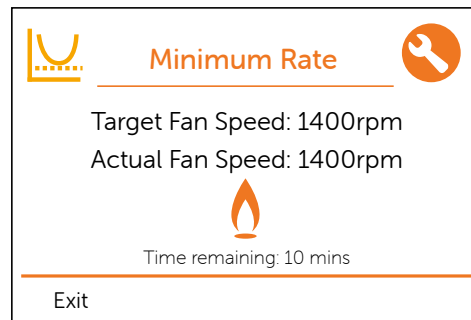 Minimum Rate
Target Fan Speed: 1400rpm
Actual Fan Speed: 1400rpm
Time remaining: 10 mins
Exit